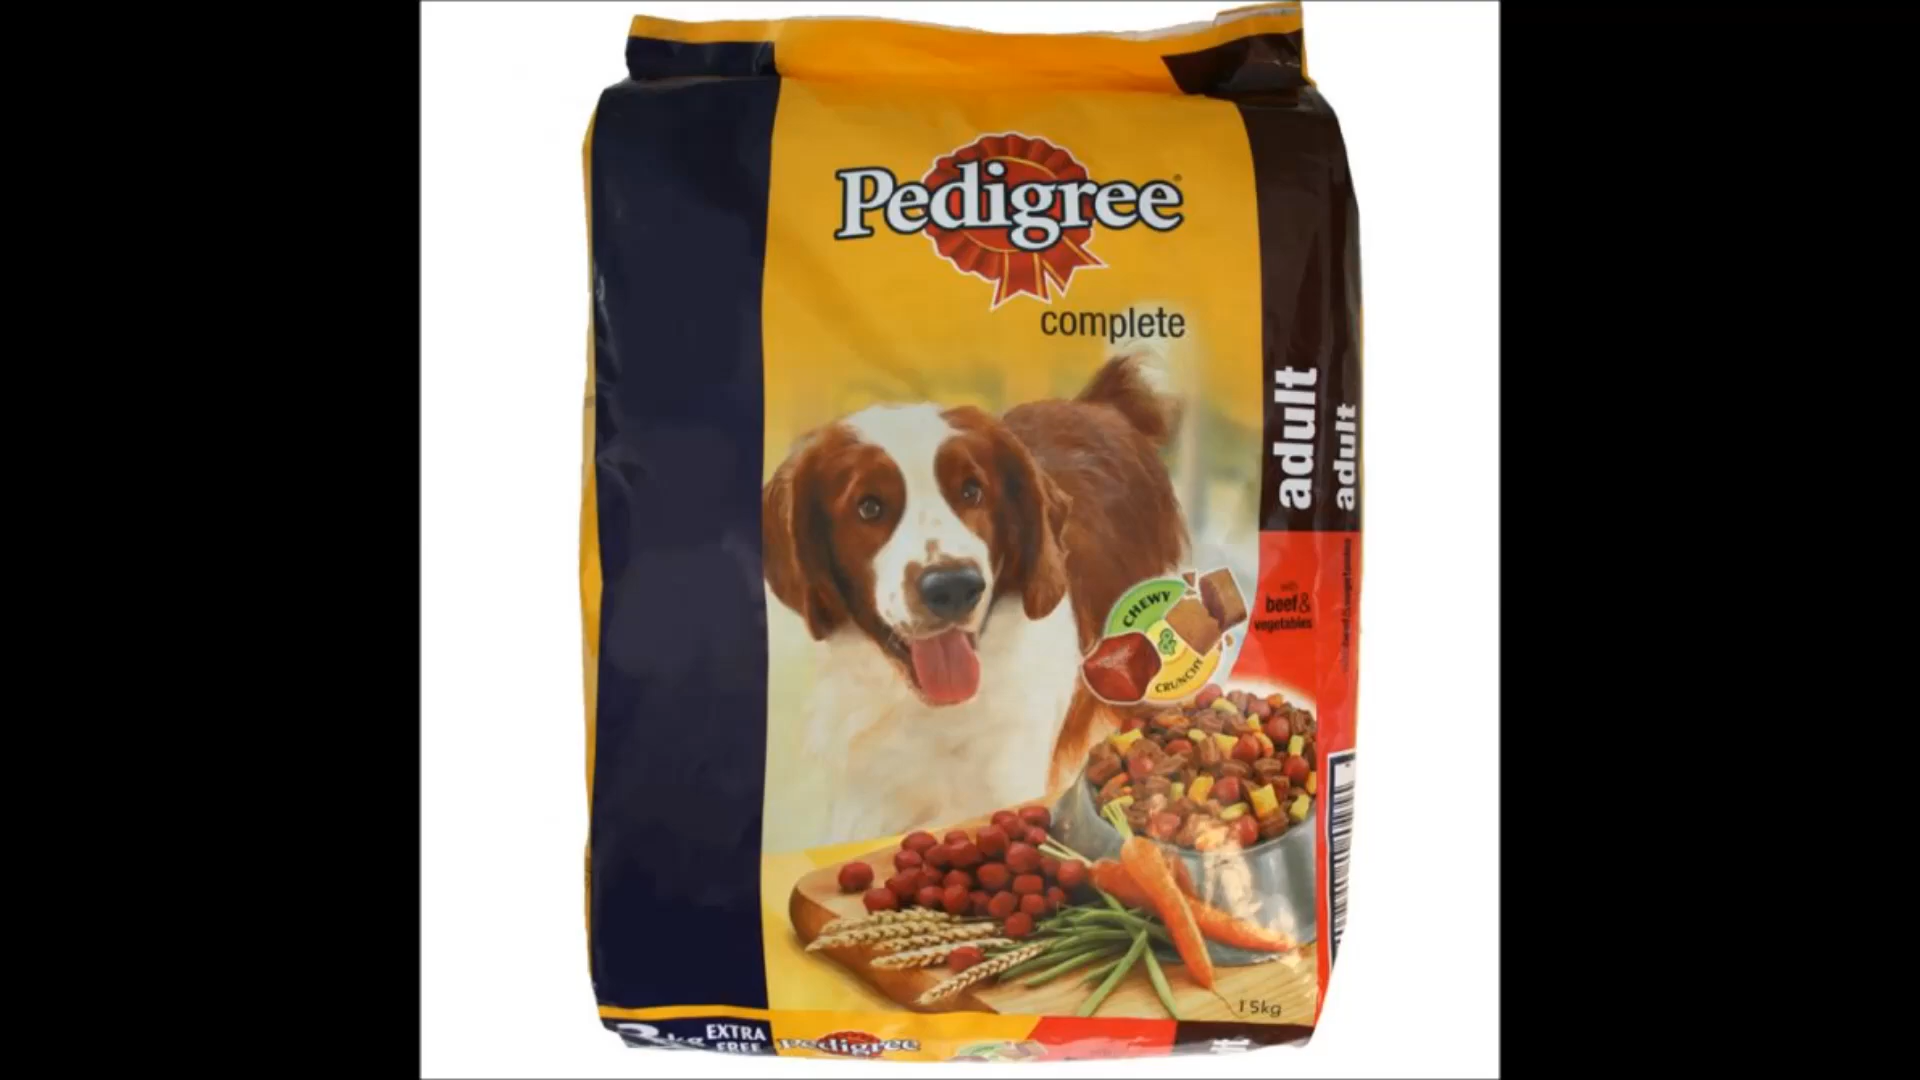 Pedigree®
complete
adult
adult
with
beef &
vegetables
CHEWY
&
CRUNCHY
15kg
EXTRA
FREE
Pedigree